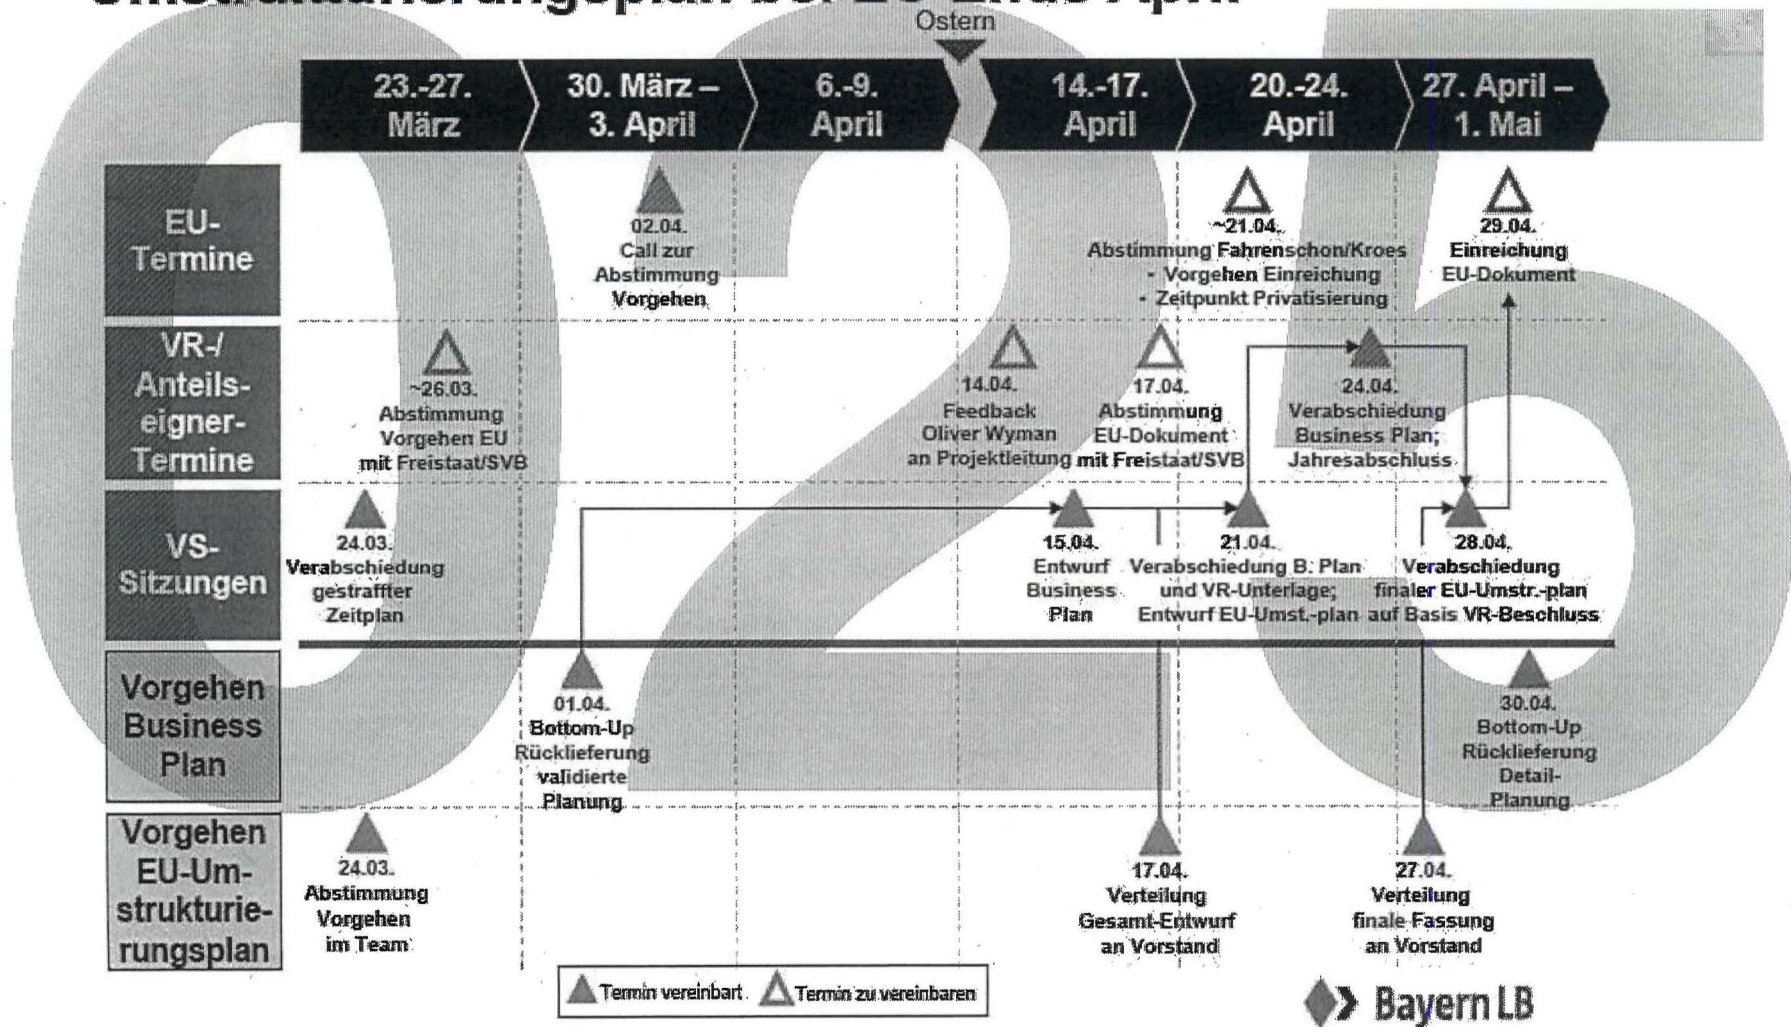 Umstrukturierungsplan bei EU Ende April
Ostern
23.-27.
März
30. März –
3. April
6.-9.
April
14.-17.
April
20.-24.
April
27. April –
1. Mai
EU-
Termine
02.04.
Call zur
Abstimmung
Vorgehen
~21.04.
Abstimmung Fahrenschon/Kroes
- Vorgehen Einreichung
- Zeitpunkt Privatisierung
29.04.
Einreichung
EU-Dokument
VR-/
Anteils-
eigner-
Termine
~26.03.
Abstimmung
Vorgehen EU
mit Freistaat/SVB
14.04.
Feedback
Oliver Wyman
an Projektleitung
17.04.
Abstimmung
EU-Dokument
mit Freistaat/SVB
24.04.
Verabschiedung
Business Plan;
Jahresabschluss
VS-
Sitzungen
24.03.
Verabschiedung
gestraffter
Zeitplan
15.04.
Entwurf
Business
Plan
21.04.
Verabschiedung B. Plan
und VR-Unterlage;
Entwurf EU-Umst.-plan
28.04.
Verabschiedung
finaler EU-Umstr.-plan
auf Basis VR-Beschluss
Vorgehen
Business
Plan
01.04.
Bottom-Up
Rücklieferung
validierte
Planung
30.04.
Bottom-Up
Rücklieferung
Detail-
Planung
Vorgehen
EU-Um-
strukturie-
rungsplan
24.03.
Abstimmung
Vorgehen
im Team
17.04.
Verteilung
Gesamt-Entwurf
an Vorstand
27.04.
Verteilung
finale Fassung
an Vorstand
Termin vereinbart
Termin zu vereinbaren
Bayern LB
025